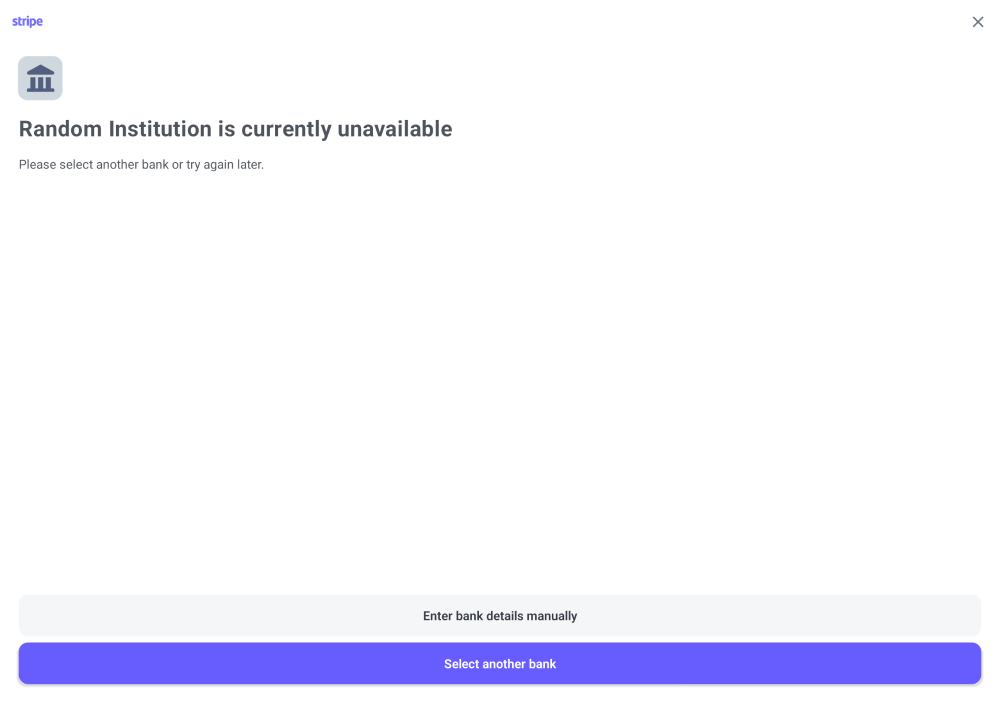 stripe
Random Institution is currently unavailable
Please select another bank or try again later.
Enter bank details manually
Select another bank